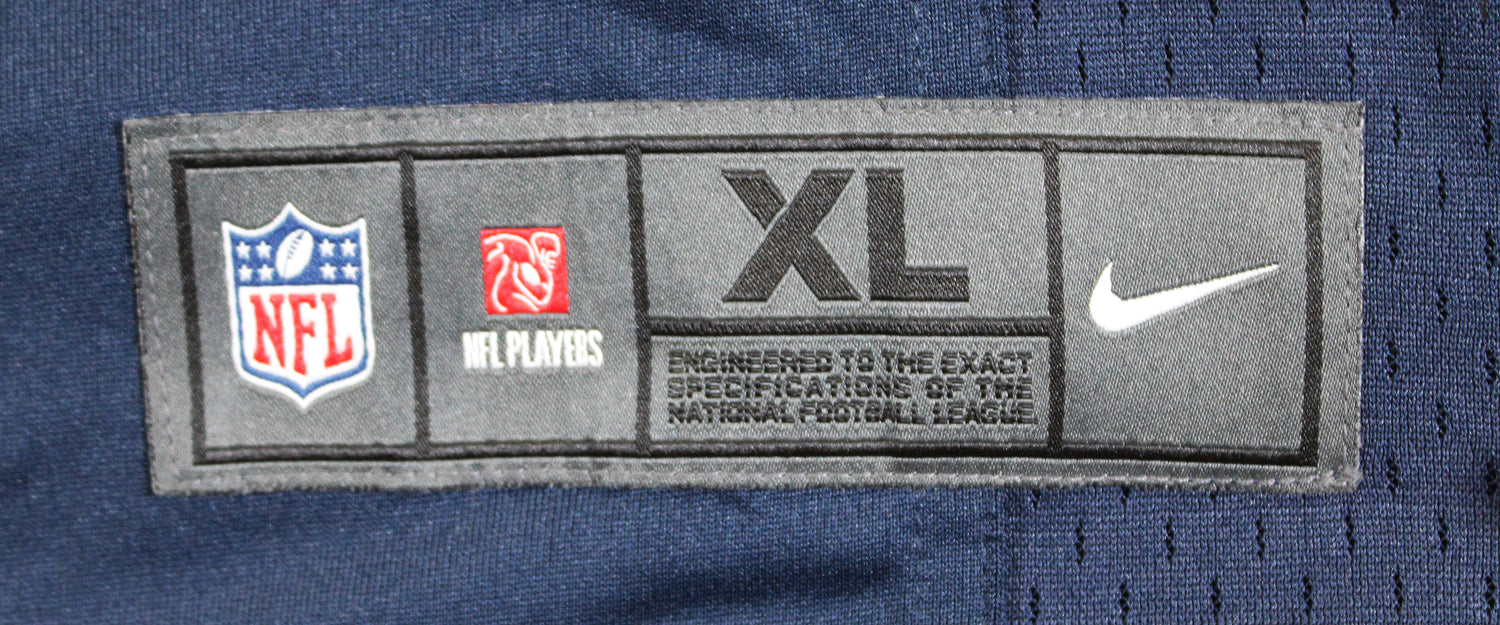 NFL
NFL PLAYERS
XL
ENGINEERED TO THE EXACT
SPECIFICATIONS OF THE
NATIONAL FOOTBALL LEAGUE